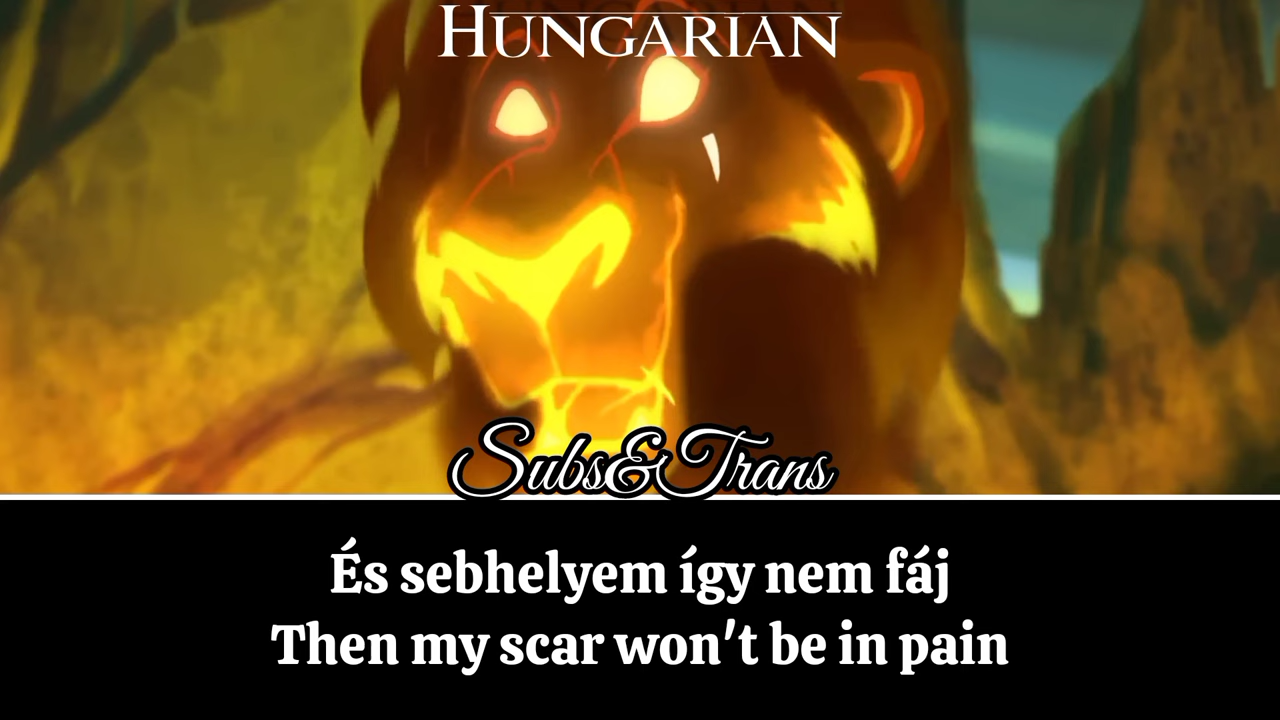 HUNGARIAN
Subs&Trans
És sebhelyem így nem fáj
Then my scar won't be in pain